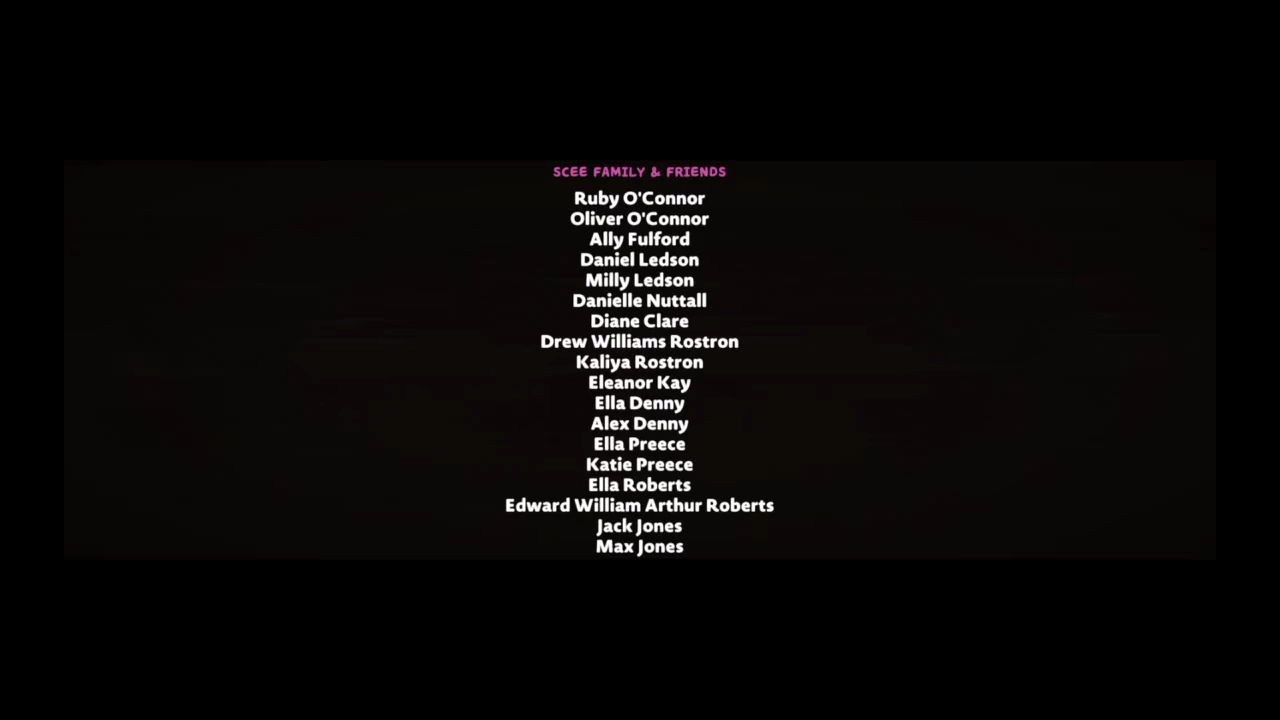 SCEE FAMILY & FRIENDS
Ruby O'Connor
Oliver O'Connor
Ally Fulford
Daniel Ledson
Milly Ledson
Danielle Nuttall
Diane Clare
Drew Williams Rostron
Kaliya Rostron
Eleanor Kay
Ella Denny
Alex Denny
Ella Preece
Katie Preece
Ella Roberts
Edward William Arthur Roberts
Jack Jones
Max Jones